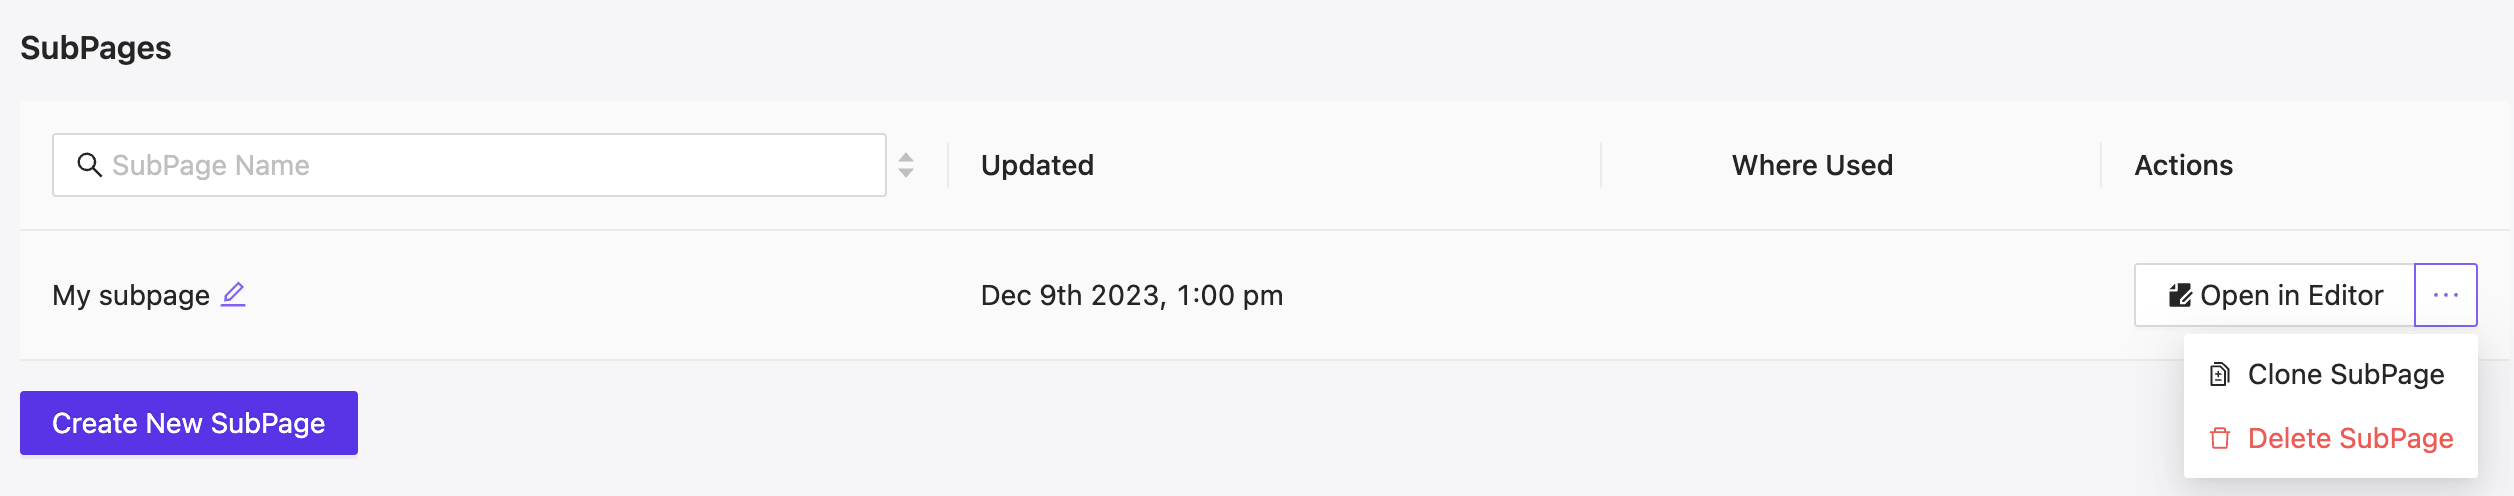 SubPages
SubPage Name
Updated
Where Used
Actions
My subpage
Dec 9th 2023, 1:00 pm
Open in Editor
Clone SubPage
Delete SubPage
Create New SubPage